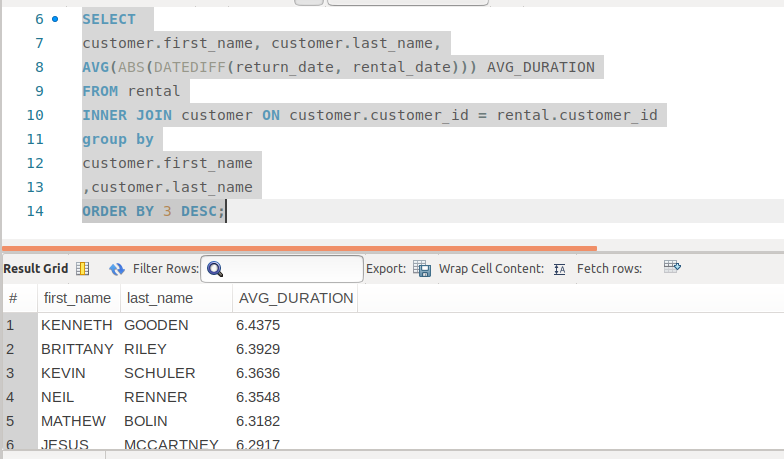 6 SELECT
7 customer.first_name, customer.last_name,
8 AVG(ABS(DATEDIFF(return_date, rental_date))) AVG_DURATION
9 FROM rental
10 INNER JOIN customer ON customer.customer_id = rental.customer_id
11 group by
12 customer.first_name
13 ,customer.last_name
14 ORDER BY 3 DESC;
Result Grid Filter Rows: Export: Wrap Cell Content: IA Fetch rows:
# first_name last_name AVG_DURATION
1 KENNETH GOODEN 6.4375
2 BRITTANY RILEY 6.3929
3 KEVIN SCHULER 6.3636
4 NEIL RENNER 6.3548
5 MATHEW BOLIN 6.3182
6 JESUS MCCARTNEY 6.2917